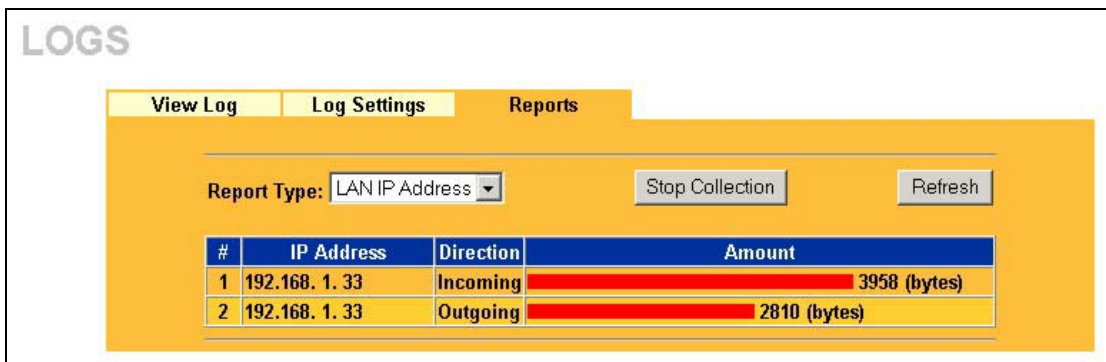 LOGS
View Log Log Settings Reports
Report Type: LAN IP Address Stop Collection Refresh
# IP Address Direction Amount
1 192.168. 1. 33 Incoming 3958 (bytes)
2 192.168. 1. 33 Outgoing 2810 (bytes)